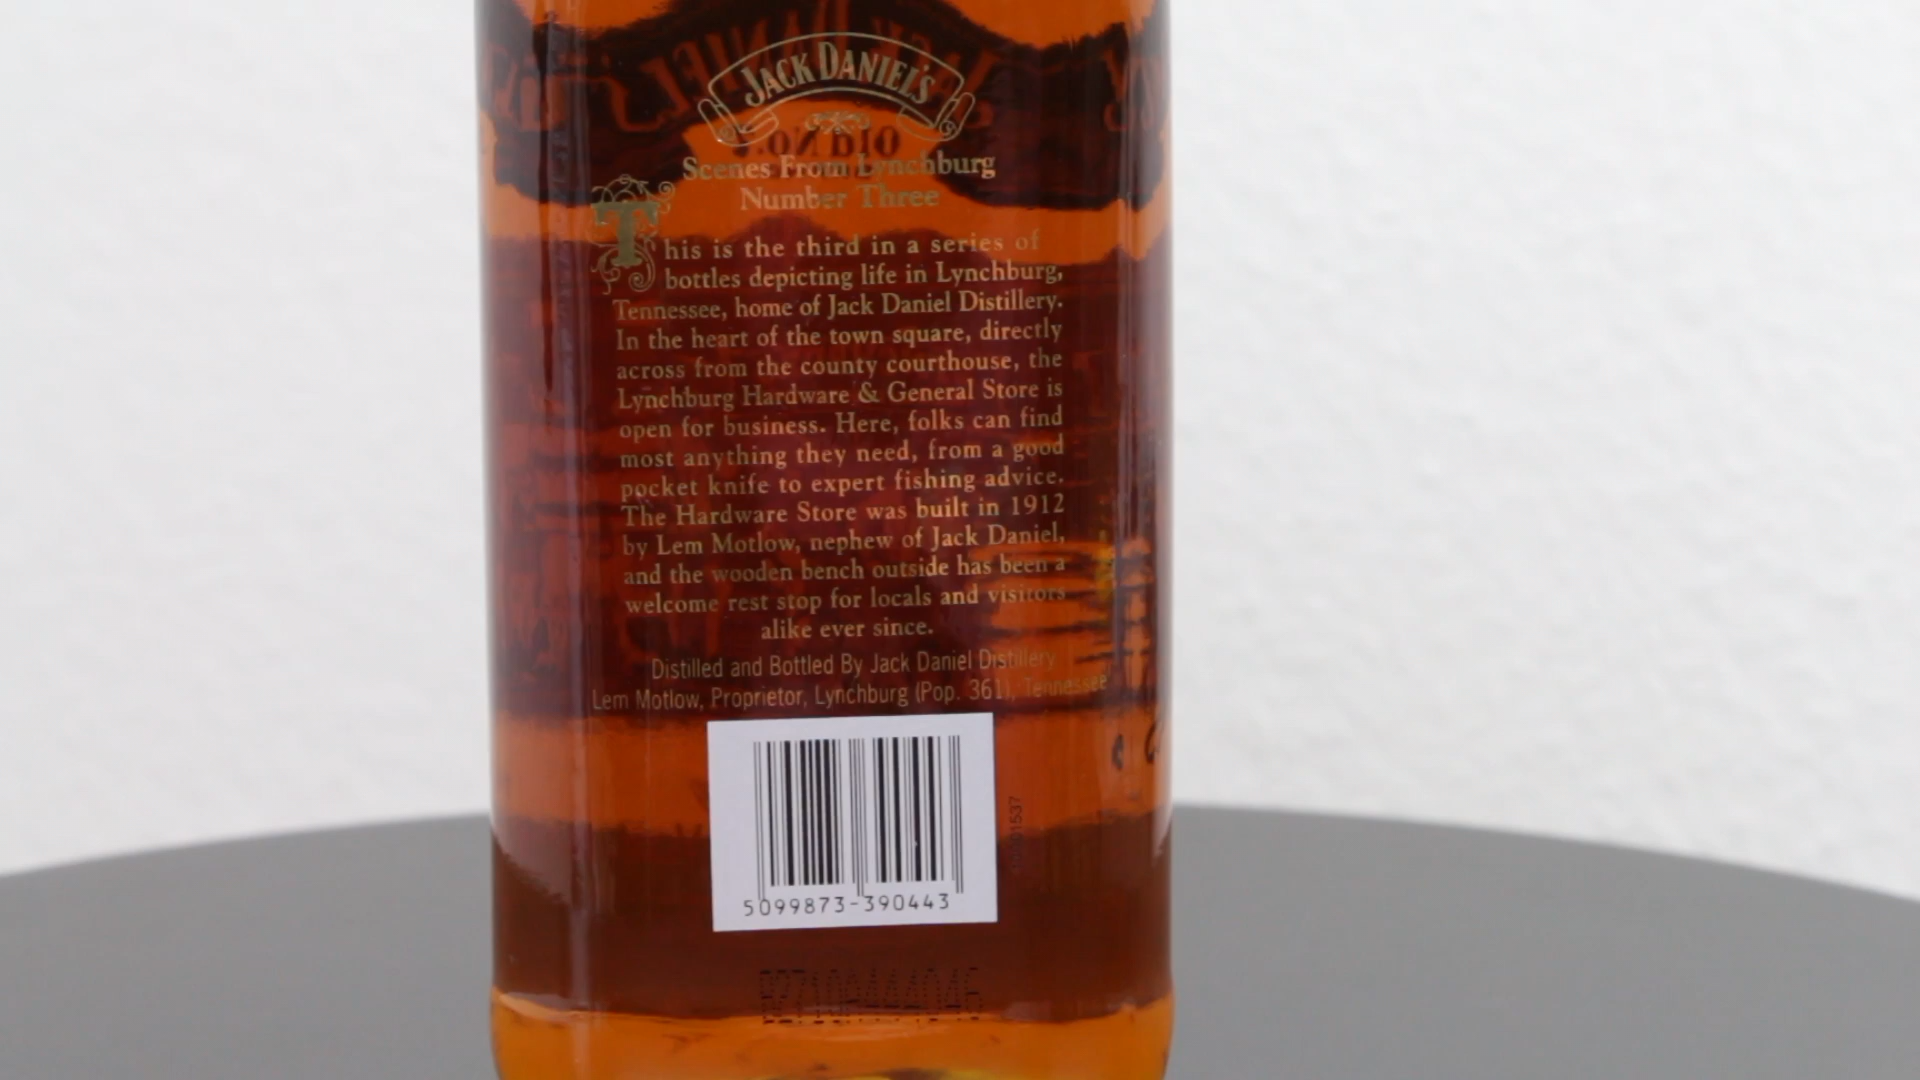 JACK DANIEL'S
Old No.
Scenes From Lynchburg
Number Three
This is the third in a series of
bottles depicting life in Lynchburg,
Tennessee, home of Jack Daniel Distillery.
In the heart of the town square, directly
across from the county courthouse, the
Lynchburg Hardware & General Store is
open for business. Here, folks can find
most anything they need, from a good
pocket knife to expert fishing advice.
The Hardware Store was built in 1912
by Lem Motlow, nephew of Jack Daniel,
and the wooden bench outside has been a
welcome rest stop for locals and visitors
alike ever since.
Distilled and Bottled By Jack Daniel Distillery
Lem Motlow, Proprietor, Lynchburg (Pop. 361), Tennessee
5099873-390443